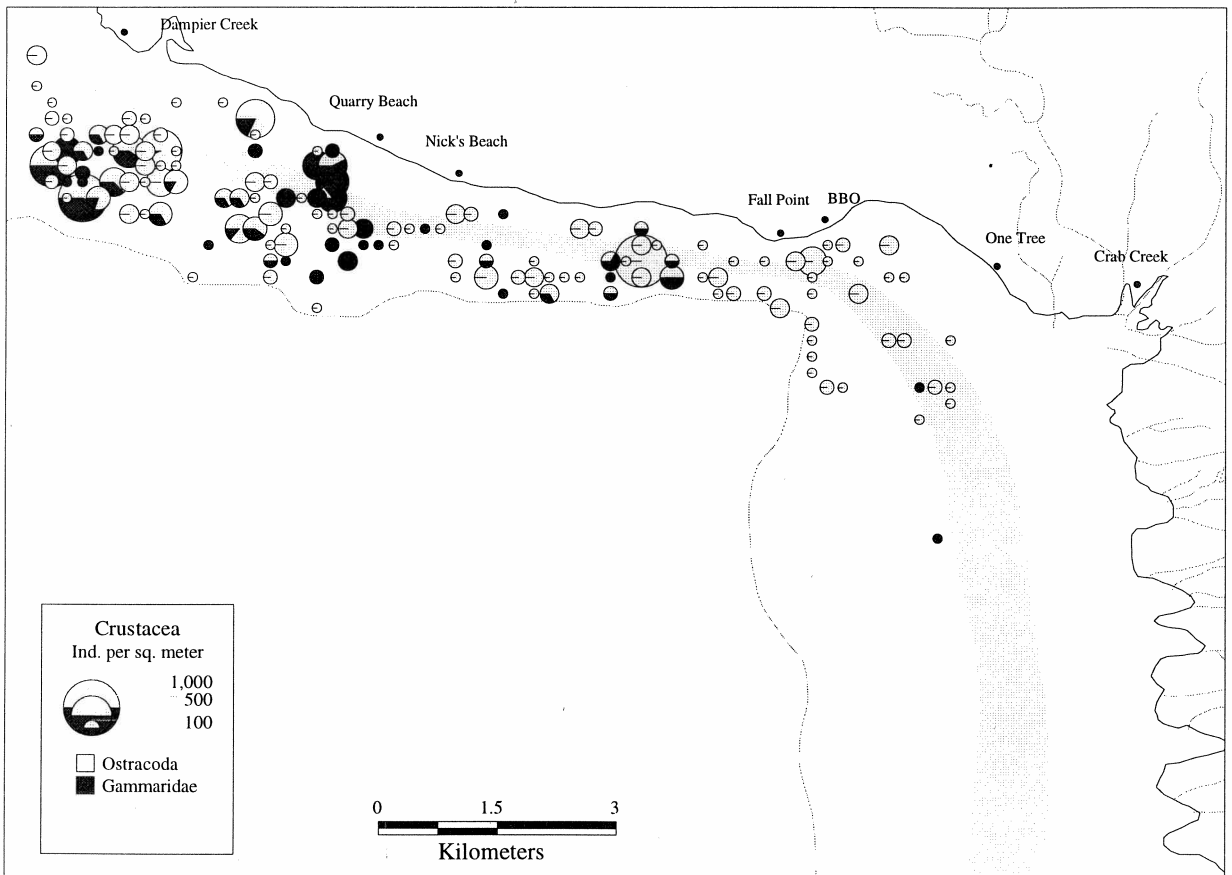 Dampier Creek
Quarry Beach
Nick's Beach
Fall Point
BBO
One Tree
Crab Creek
Crustacea
Ind. per sq. meter
1,000
500
100
Ostracoda
Gammaridae
0 1.5 3
Kilometers